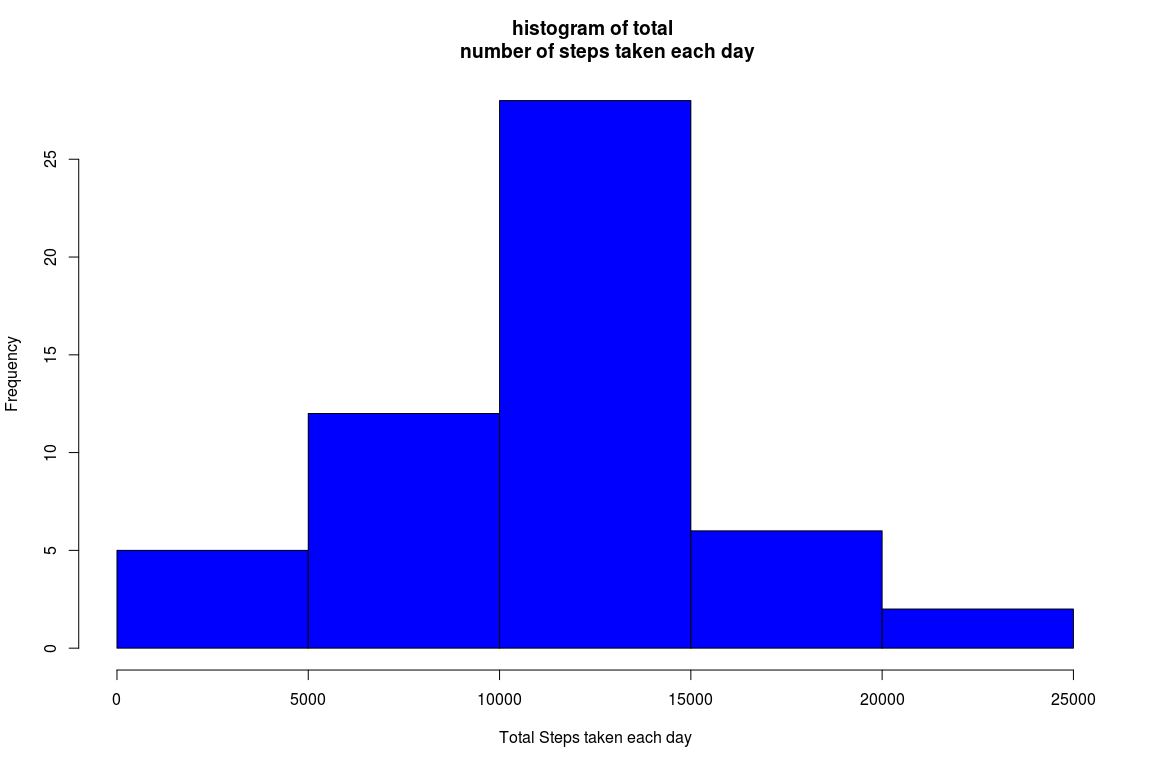 histogram of total
number of steps taken each day
Frequency
25
20
15
10
5
0
0 5000 10000 15000 20000 25000
Total Steps taken each day